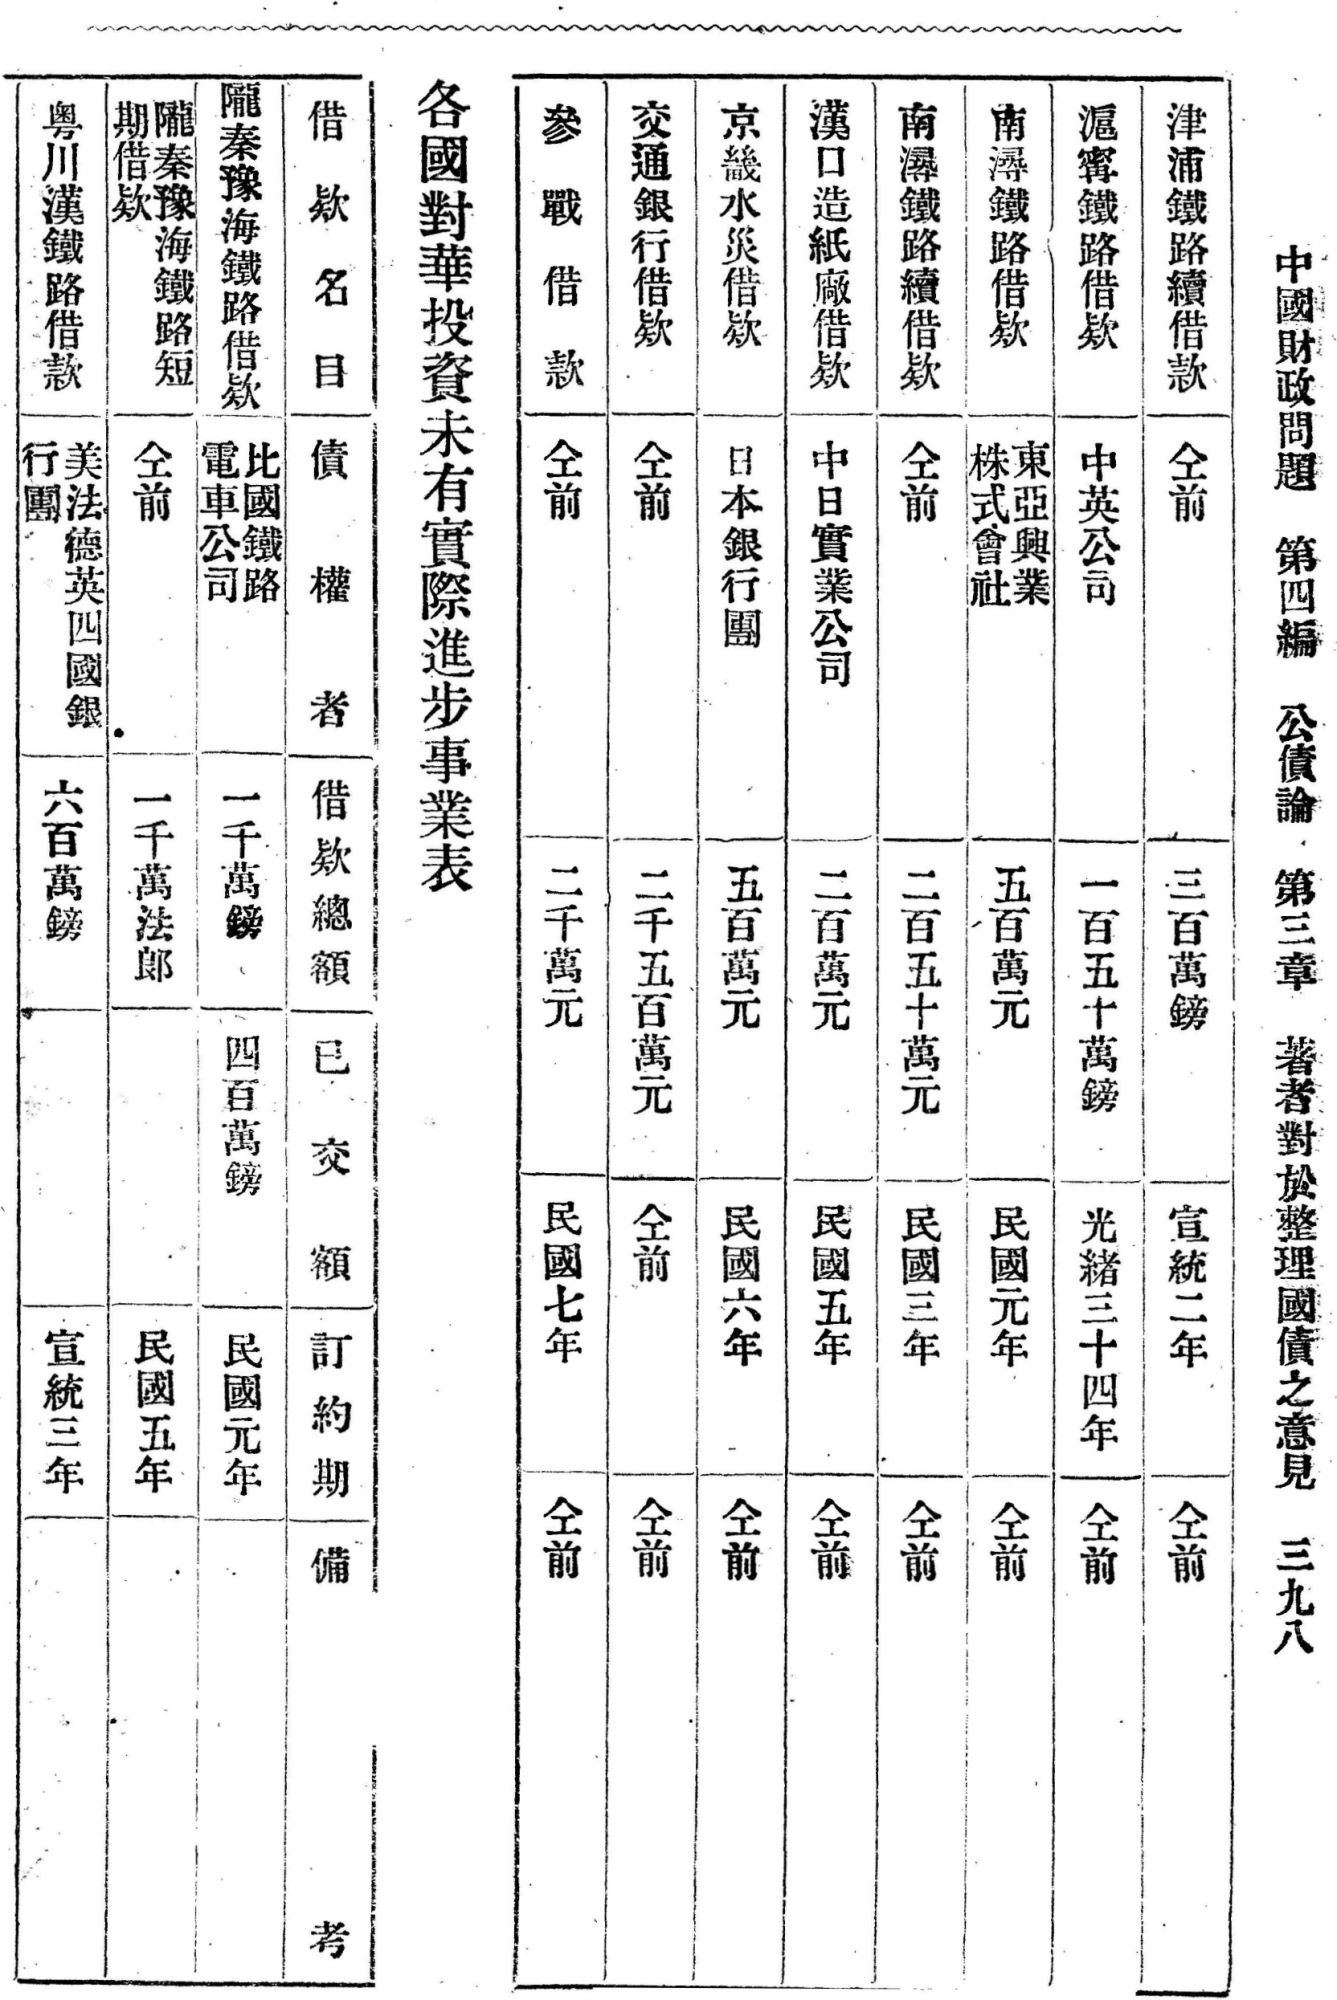 中國財政問題　第四編　公債論　第三章　著者對於整理國債之意見　三九八
津浦鐵路續借款　仝前　三百萬鎊　宣統二年　仝前
滬寗鐵路借欵　中英公司　一百五十萬鎊　光緒三十四年　仝前
南潯鐵路借欵　東亞興業株式會社　五百萬元　民國元年　仝前
南潯鐵路續借欵　仝前　二百五十萬元　民國三年　仝前
漢口造紙廠借欵　中日實業公司　二百萬元　民國五年　仝前
京畿水災借欵　日本銀行團　五百萬元　民國六年　仝前
交通銀行借欵　仝前　二千五百萬元　仝前　仝前
參戰借款　仝前　二千萬元　民國七年　仝前
各國對華投資未有實際進步事業表
借欵名目　債權者　借欵總額　已交額　訂約期　備考
隴秦豫海鐵路借欵　比國鐵路電車公司　一千萬鎊　四百萬鎊　民國元年
隴秦豫海鐵路短期借欵　仝前　一千萬法郎　民國五年
粵川漢鐵路借款　美法德英四國銀行團　六百萬鎊　宣統三年